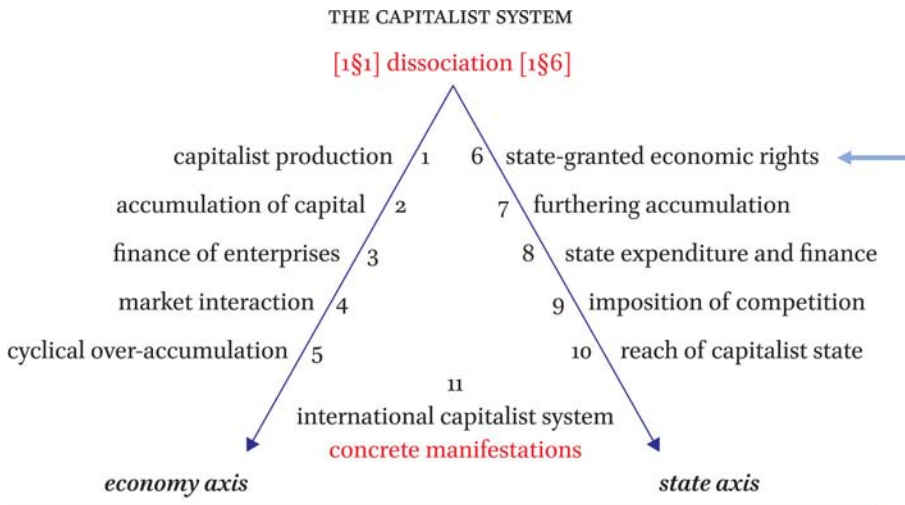 THE CAPITALIST SYSTEM
[1§1] dissociation [1§6]
capitalist production 1 6 state-granted economic rights
accumulation of capital 2 7 furthering accumulation
finance of enterprises 3 8 state expenditure and finance
market interaction 4 9 imposition of competition
cyclical over-accumulation 5 10 reach of capitalist state
11
international capitalist system
concrete manifestations
economy axis state axis